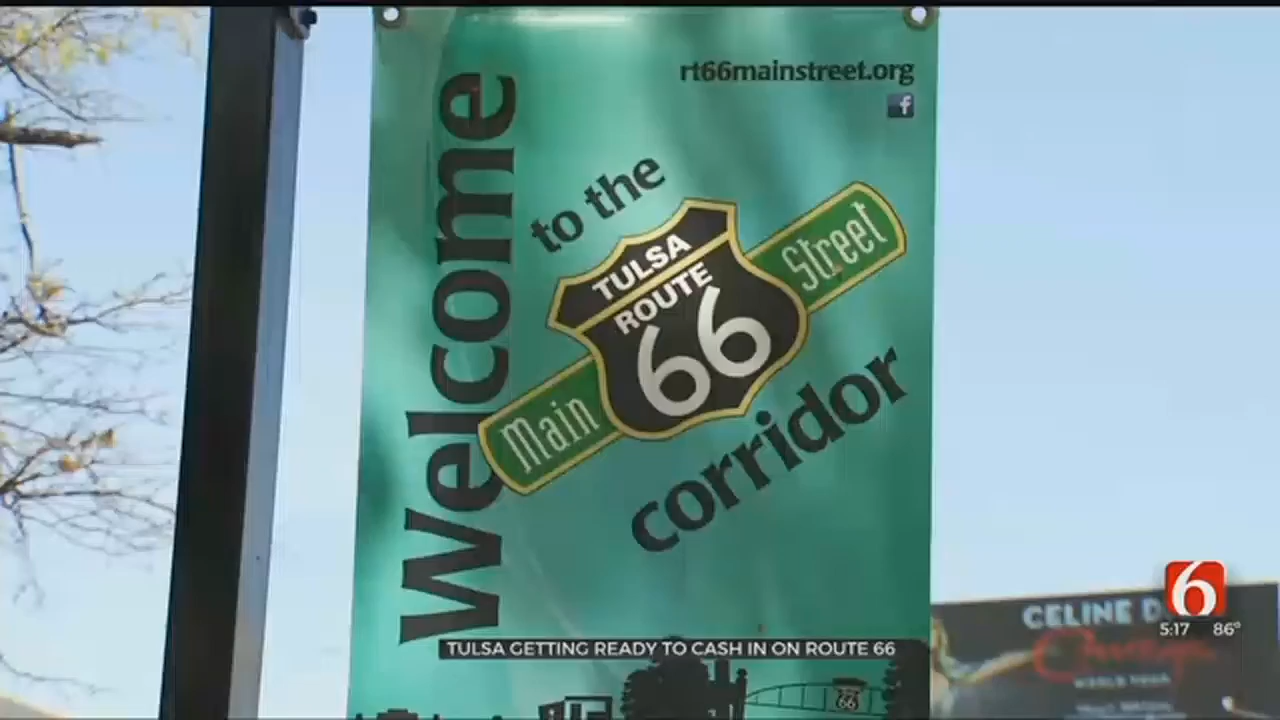 rt66mainstreet.org
f
Welcome
to the
TULSA
ROUTE
66
Main Street
corridor
6
5:17 86°
CELINE
TULSA GETTING READY TO CASH IN ON ROUTE 66
66